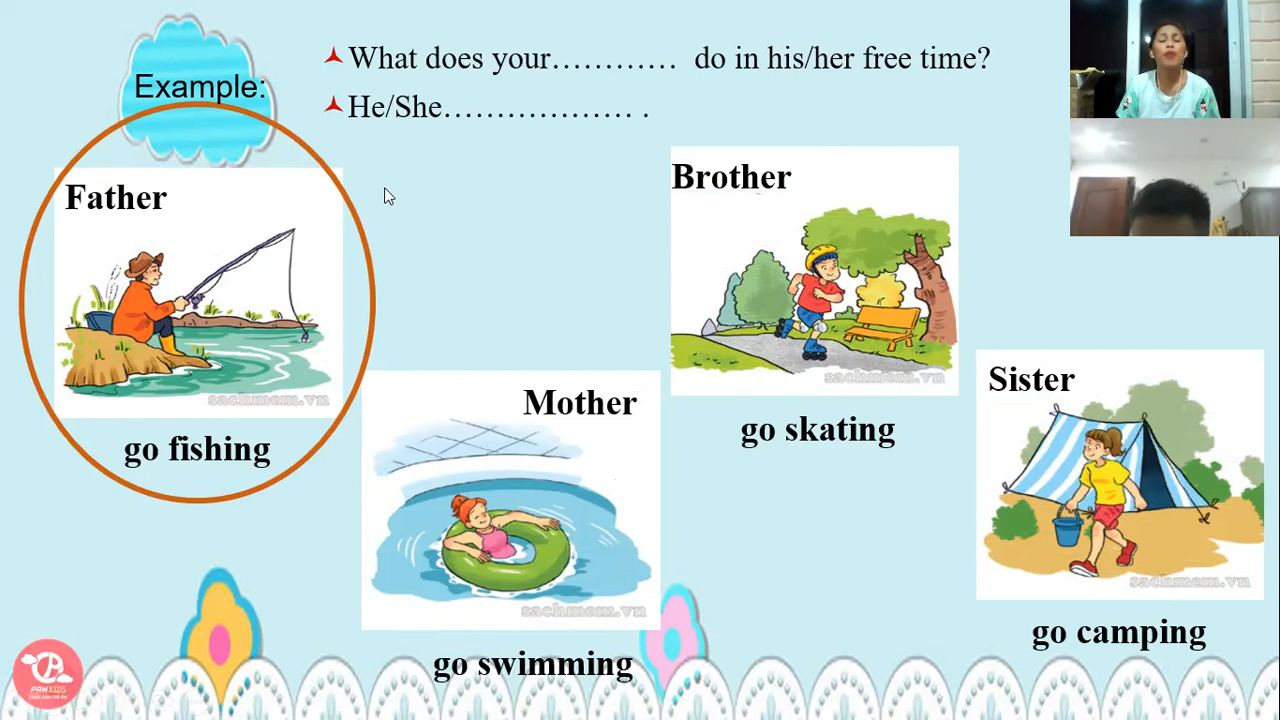 Example:
What does your………… do in his/her free time?
He/She……………… .
Father
sachmem.vn
go fishing
Mother
sachmem.vn
go swimming
Brother
sachmem.vn
go skating
Sister
sachmem.vn
go camping
PANKIDS